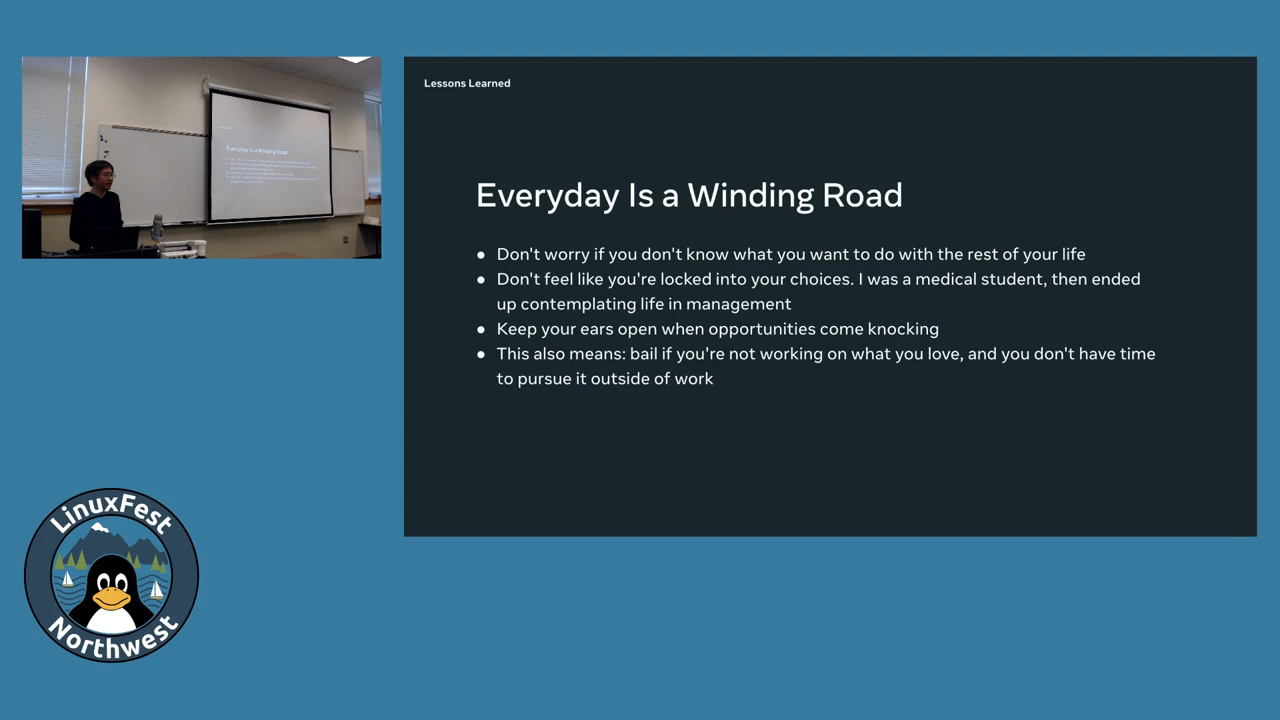 Lessons Learned
Everyday Is a Winding Road
Everyday Is a Winding Road
● Don't worry if you don't know what you want to do with the rest of your life
● Don't feel like you're locked into your choices. I was a medical student, then ended
up contemplating life in management
● Keep your ears open when opportunities come knocking
● This also means: bail if you're not working on what you love, and you don't have time
to pursue it outside of work
LinuxFest
Northwest